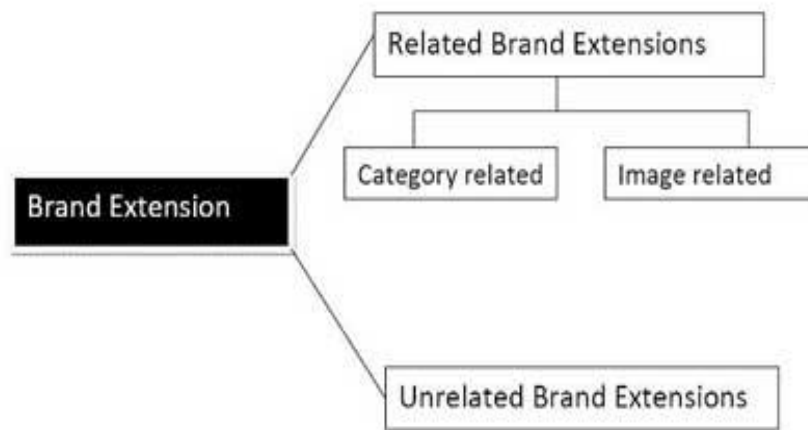 Related Brand Extensions
Category related
Image related
Brand Extension
Unrelated Brand Extensions